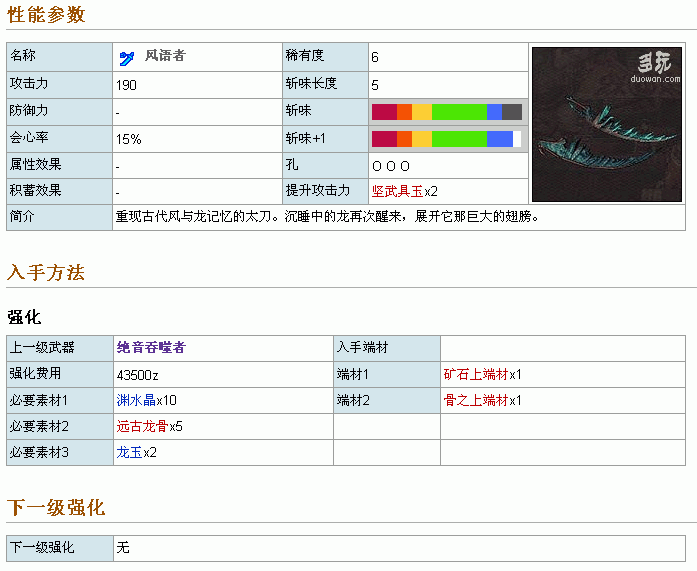 性能参数
名称 风语者 稀有度 6
攻击力 190 斩味长度 5
防御力 - 斩味
会心率 15% 斩味+1
属性效果 - 孔 ○○○
积蓄效果 - 提升攻击力 坚武具玉x2
多玩
duowan.com
简介 重现古代风与龙记忆的太刀。沉睡中的龙再次醒来，展开它那巨大的翅膀。
入手方法
强化
上一级武器 绝音吞噬者 入手端材
强化费用 43500z 端材1 矿石上端材x1
必要素材1 渊水晶x10 端材2 骨之上端材x1
必要素材2 远古龙骨x5
必要素材3 龙玉x2
下一级强化
下一级强化 无